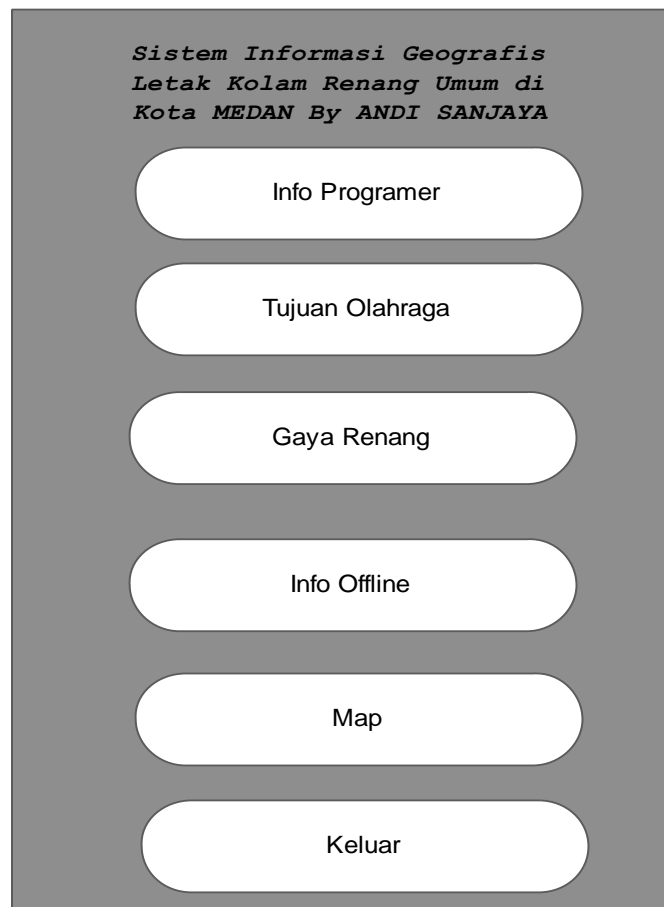 Sistem Informasi Geografis
Letak Kolam Renang Umum di
Kota MEDAN By ANDI SANJAYA
Info Programer
Tujuan Olahraga
Gaya Renang
Info Offline
Map
Keluar